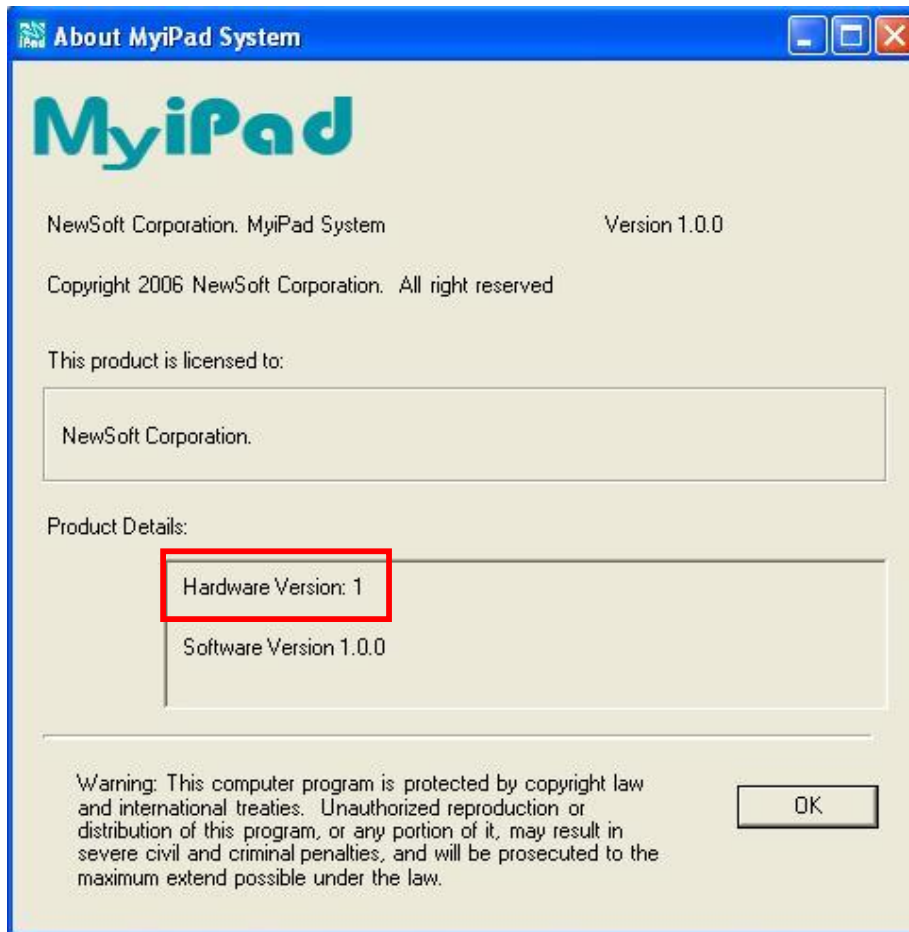 iPad About MyiPad System
MyiPad
NewSoft Corporation. MyiPad System Version 1.0.0
Copyright 2006 NewSoft Corporation. All right reserved
This product is licensed to:
NewSoft Corporation.
Product Details:
Hardware Version: 1
Software Version 1.0.0
Warning: This computer program is protected by copyright law
and international treaties. Unauthorized reproduction or
distribution of this program, or any portion of it, may result in
severe civil and criminal penalties, and will be prosecuted to the
maximum extend possible under the law.
OK